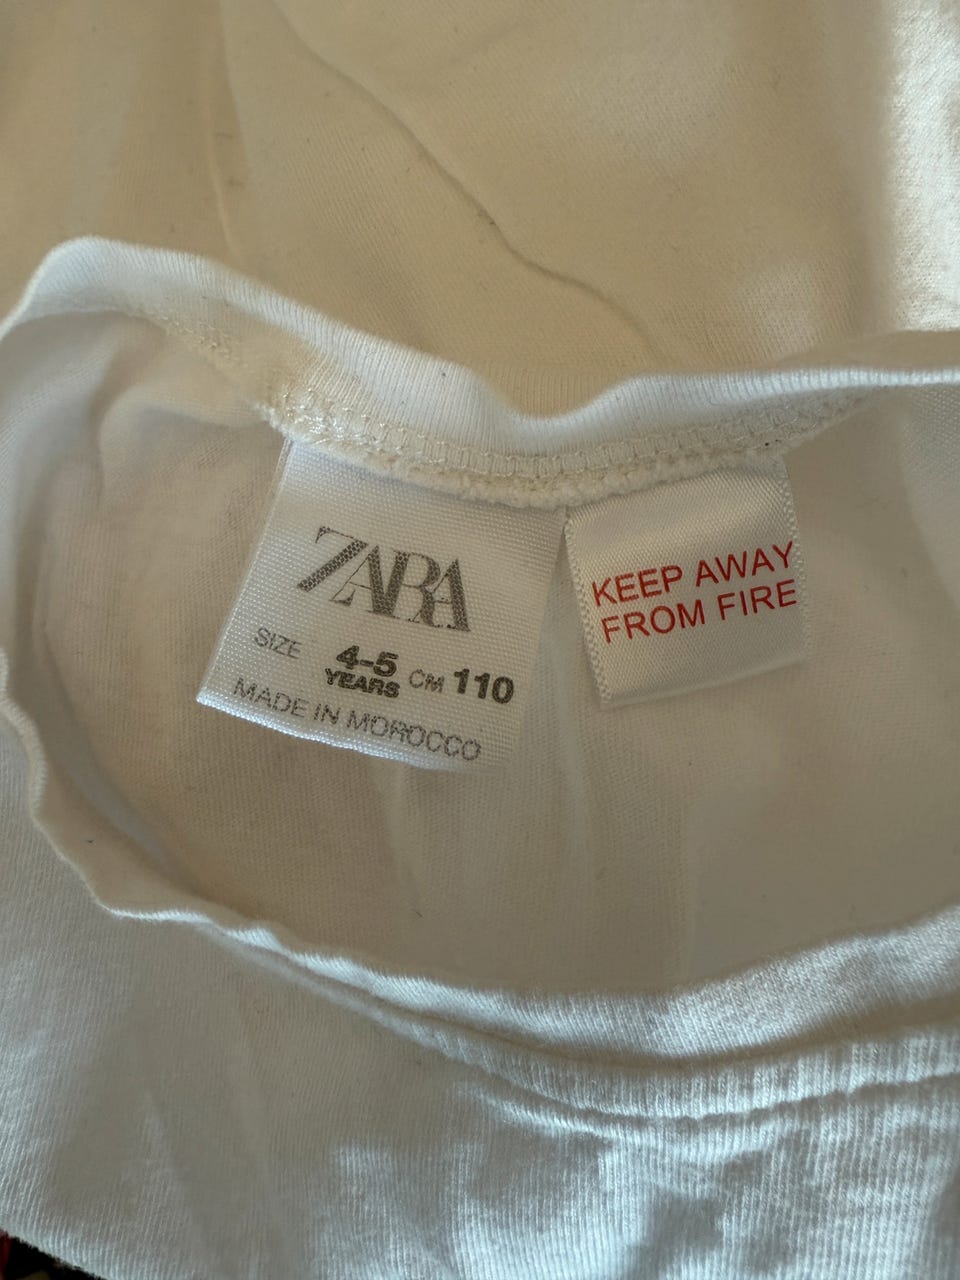 ZARA
SIZE 4-5 YEARS CM 110
MADE IN MOROCCO
KEEP AWAY
FROM FIRE